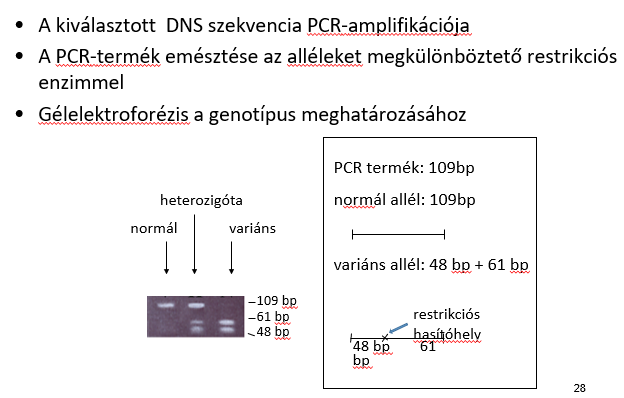 • A kiválasztott  DNS szekvencia PCR-amplifikációja
• A PCR-termék emésztése az alléleket megkülönböztető restrikciós
enzimmel
• Gélelektroforézis a genotípus meghatározásához
heterozigóta
normál
variáns
109 bp
61 bp
48 bp
PCR termék: 109bp
normál allél: 109bp
variáns allél: 48 bp + 61 bp
restrikciós
hasítóhely
48 bp 61
bp
28